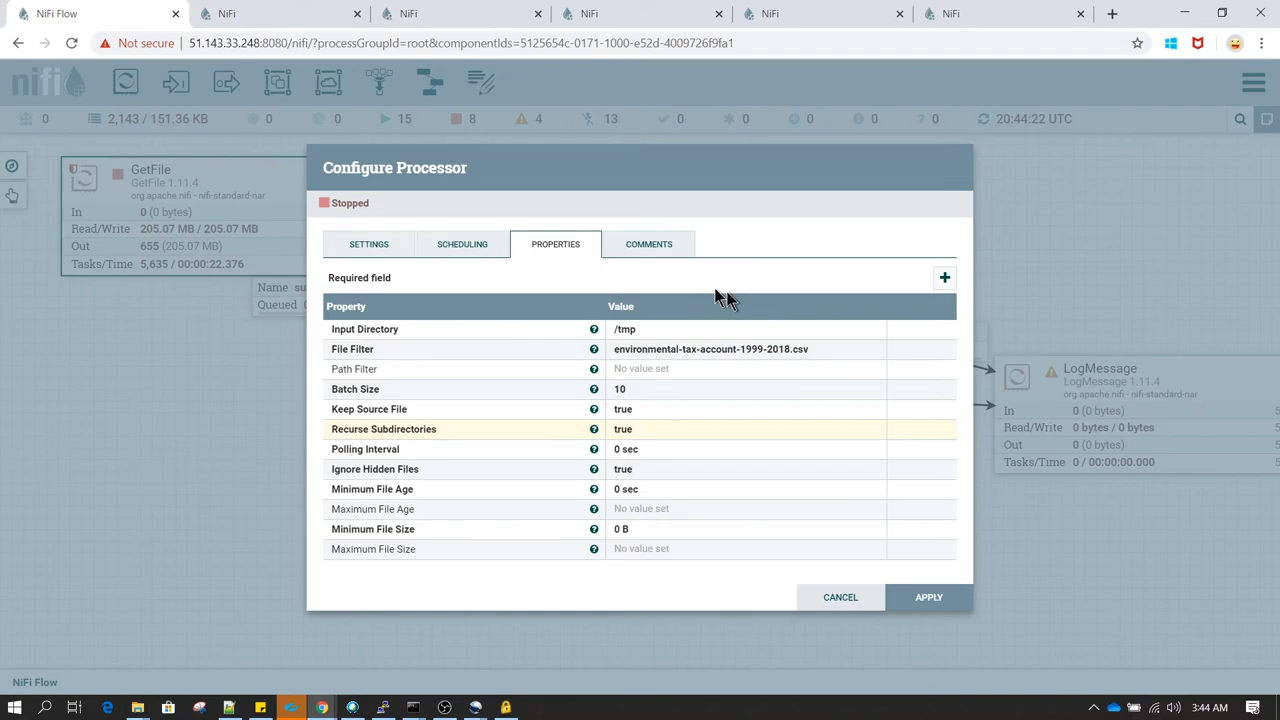 NiFi Flow
NiFi
NiFi
NiFi
NiFi
NiFi
Not secure
51.143.33.248:8080/nifi/?processGroupId=root&componentIds=5125654c-0171-1000-e52d-4009726f9fa1
nifi
0
2,143 / 151.36 KB
0
0
15
8
4
13
0
0
0
0
0
20:44:22 UTC
GetFile
GetFile 1.11.4
org.apache.nifi - nifi-standard-nar
In 0 (0 bytes)
Read/Write 205.07 MB / 205.07 MB
Out 655 (205.07 MB)
Tasks/Time 5,635 / 00:00:22.376
Name su
Queued
Configure Processor
Stopped
SETTINGS
SCHEDULING
PROPERTIES
COMMENTS
Required field
Property Value
Input Directory /tmp
File Filter environmental-tax-account-1999-2018.csv
Path Filter No value set
Batch Size 10
Keep Source File true
Recurse Subdirectories true
Polling Interval 0 sec
Ignore Hidden Files true
Minimum File Age 0 sec
Maximum File Age No value set
Minimum File Size 0 B
Maximum File Size No value set
CANCEL
APPLY
LogMessage
LogMessage 1.11.4
org.apache.nifi - nifi-standard-nar
In 0 (0 bytes) 5
Read/Write 0 bytes / 0 bytes 5
Out 0 (0 bytes) 5
Tasks/Time 0 / 00:00:00.000 5
NiFi Flow
3:44 AM